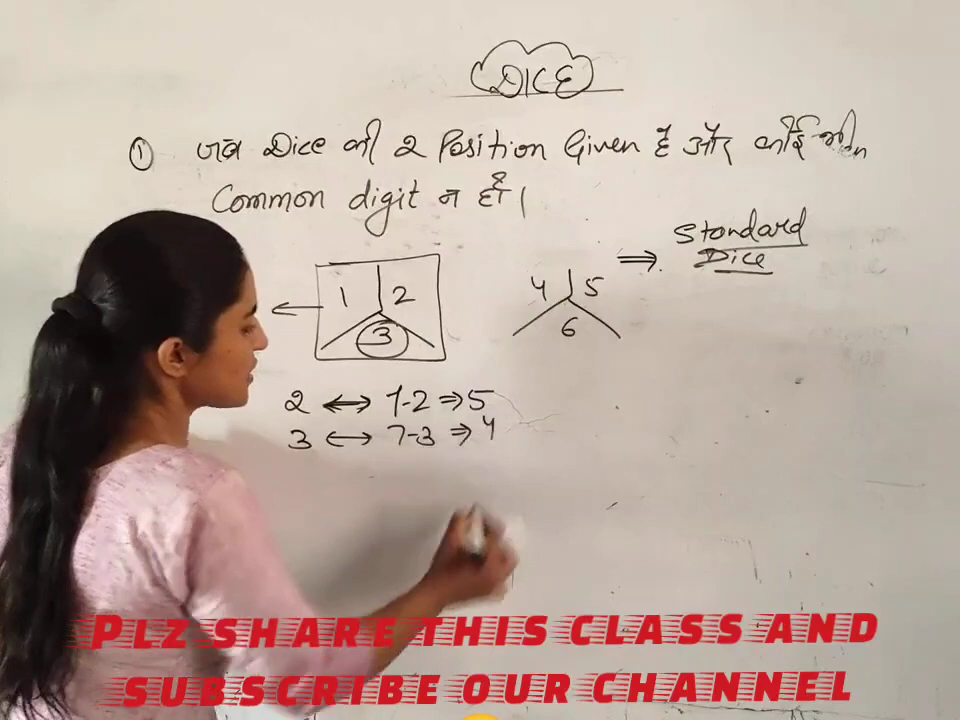 DICE
① जब Dice की 2 Position Given है और कोई भी
Common digit न हो।
Standard
Dice
1 2
3
4 5
6
2 ↔ 7-2 ⇒ 5
3 ↔ 7-3 ⇒ 4
PLZ SHARE THIS CLASS AND
SUBSCRIBE OUR CHANNEL